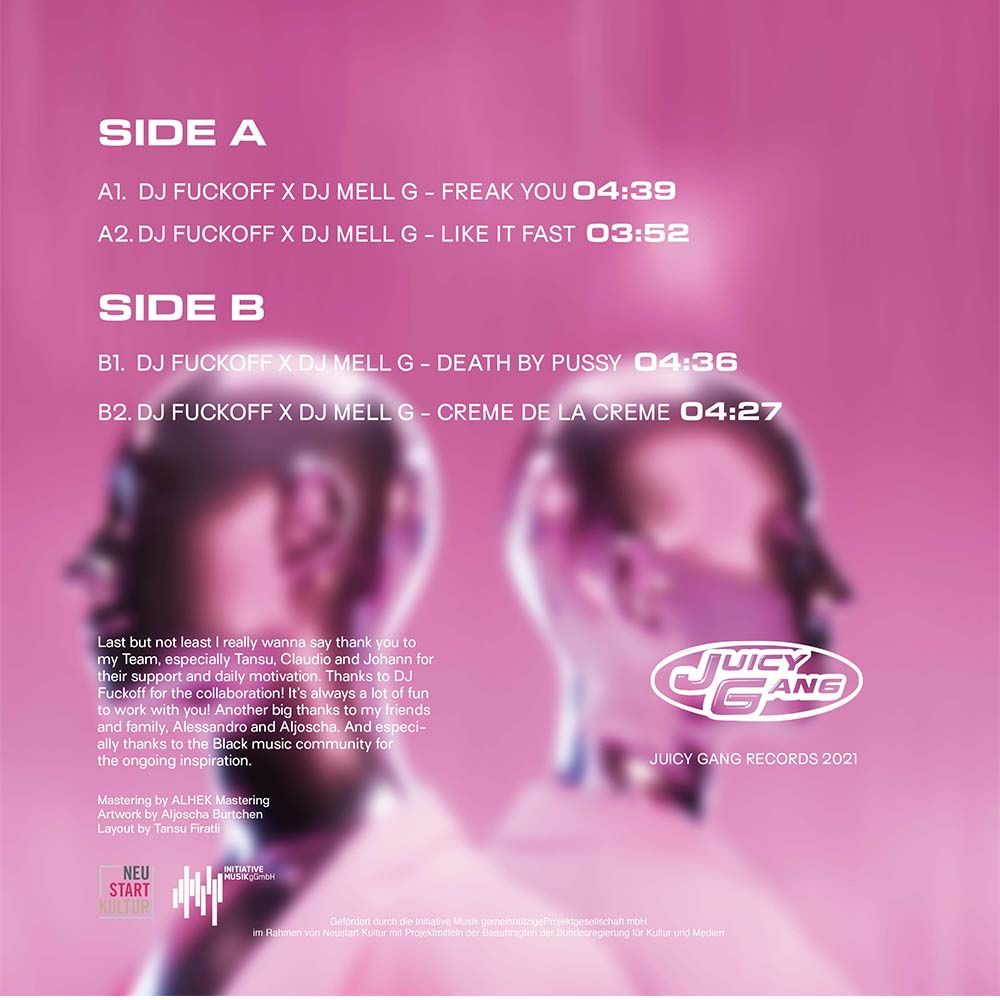 SIDE A
A1. DJ FUCKOFF X DJ MELL G - FREAK YOU 04:39
A2. DJ FUCKOFF X DJ MELL G - LIKE IT FAST 03:52
SIDE B
B1. DJ FUCKOFF X DJ MELL G - DEATH BY PUSSY 04:36
B2. DJ FUCKOFF X DJ MELL G - CREME DE LA CREME 04:27
Last but not least I really wanna say thank you to
my Team, especially Tansu, Claudio and Johann for
their support and daily motivation. Thanks to DJ
Fuckoff for the collaboration! It's always a lot of fun
to work with you! Another big thanks to my friends
and family, Alessandro and Aljoscha. And especi-
ally thanks to the Black music community for
the ongoing inspiration.
JUICY
GANG
JUICY GANG RECORDS 2021
Mastering by ALHEK Mastering
Artwork by Aljoscha Burtchen
Layout by Tansu Firatli
NEU
START
KULTUR
INITIATIVE
MUSIKgGmbH
Gefördert durch die Initiative Musik gemeinnützigeProjektgesellschaft mbH
im Rahmen von Neustart Kultur mit Projektmitteln der Beauftragten der Bundesregierung für Kultur und Medien